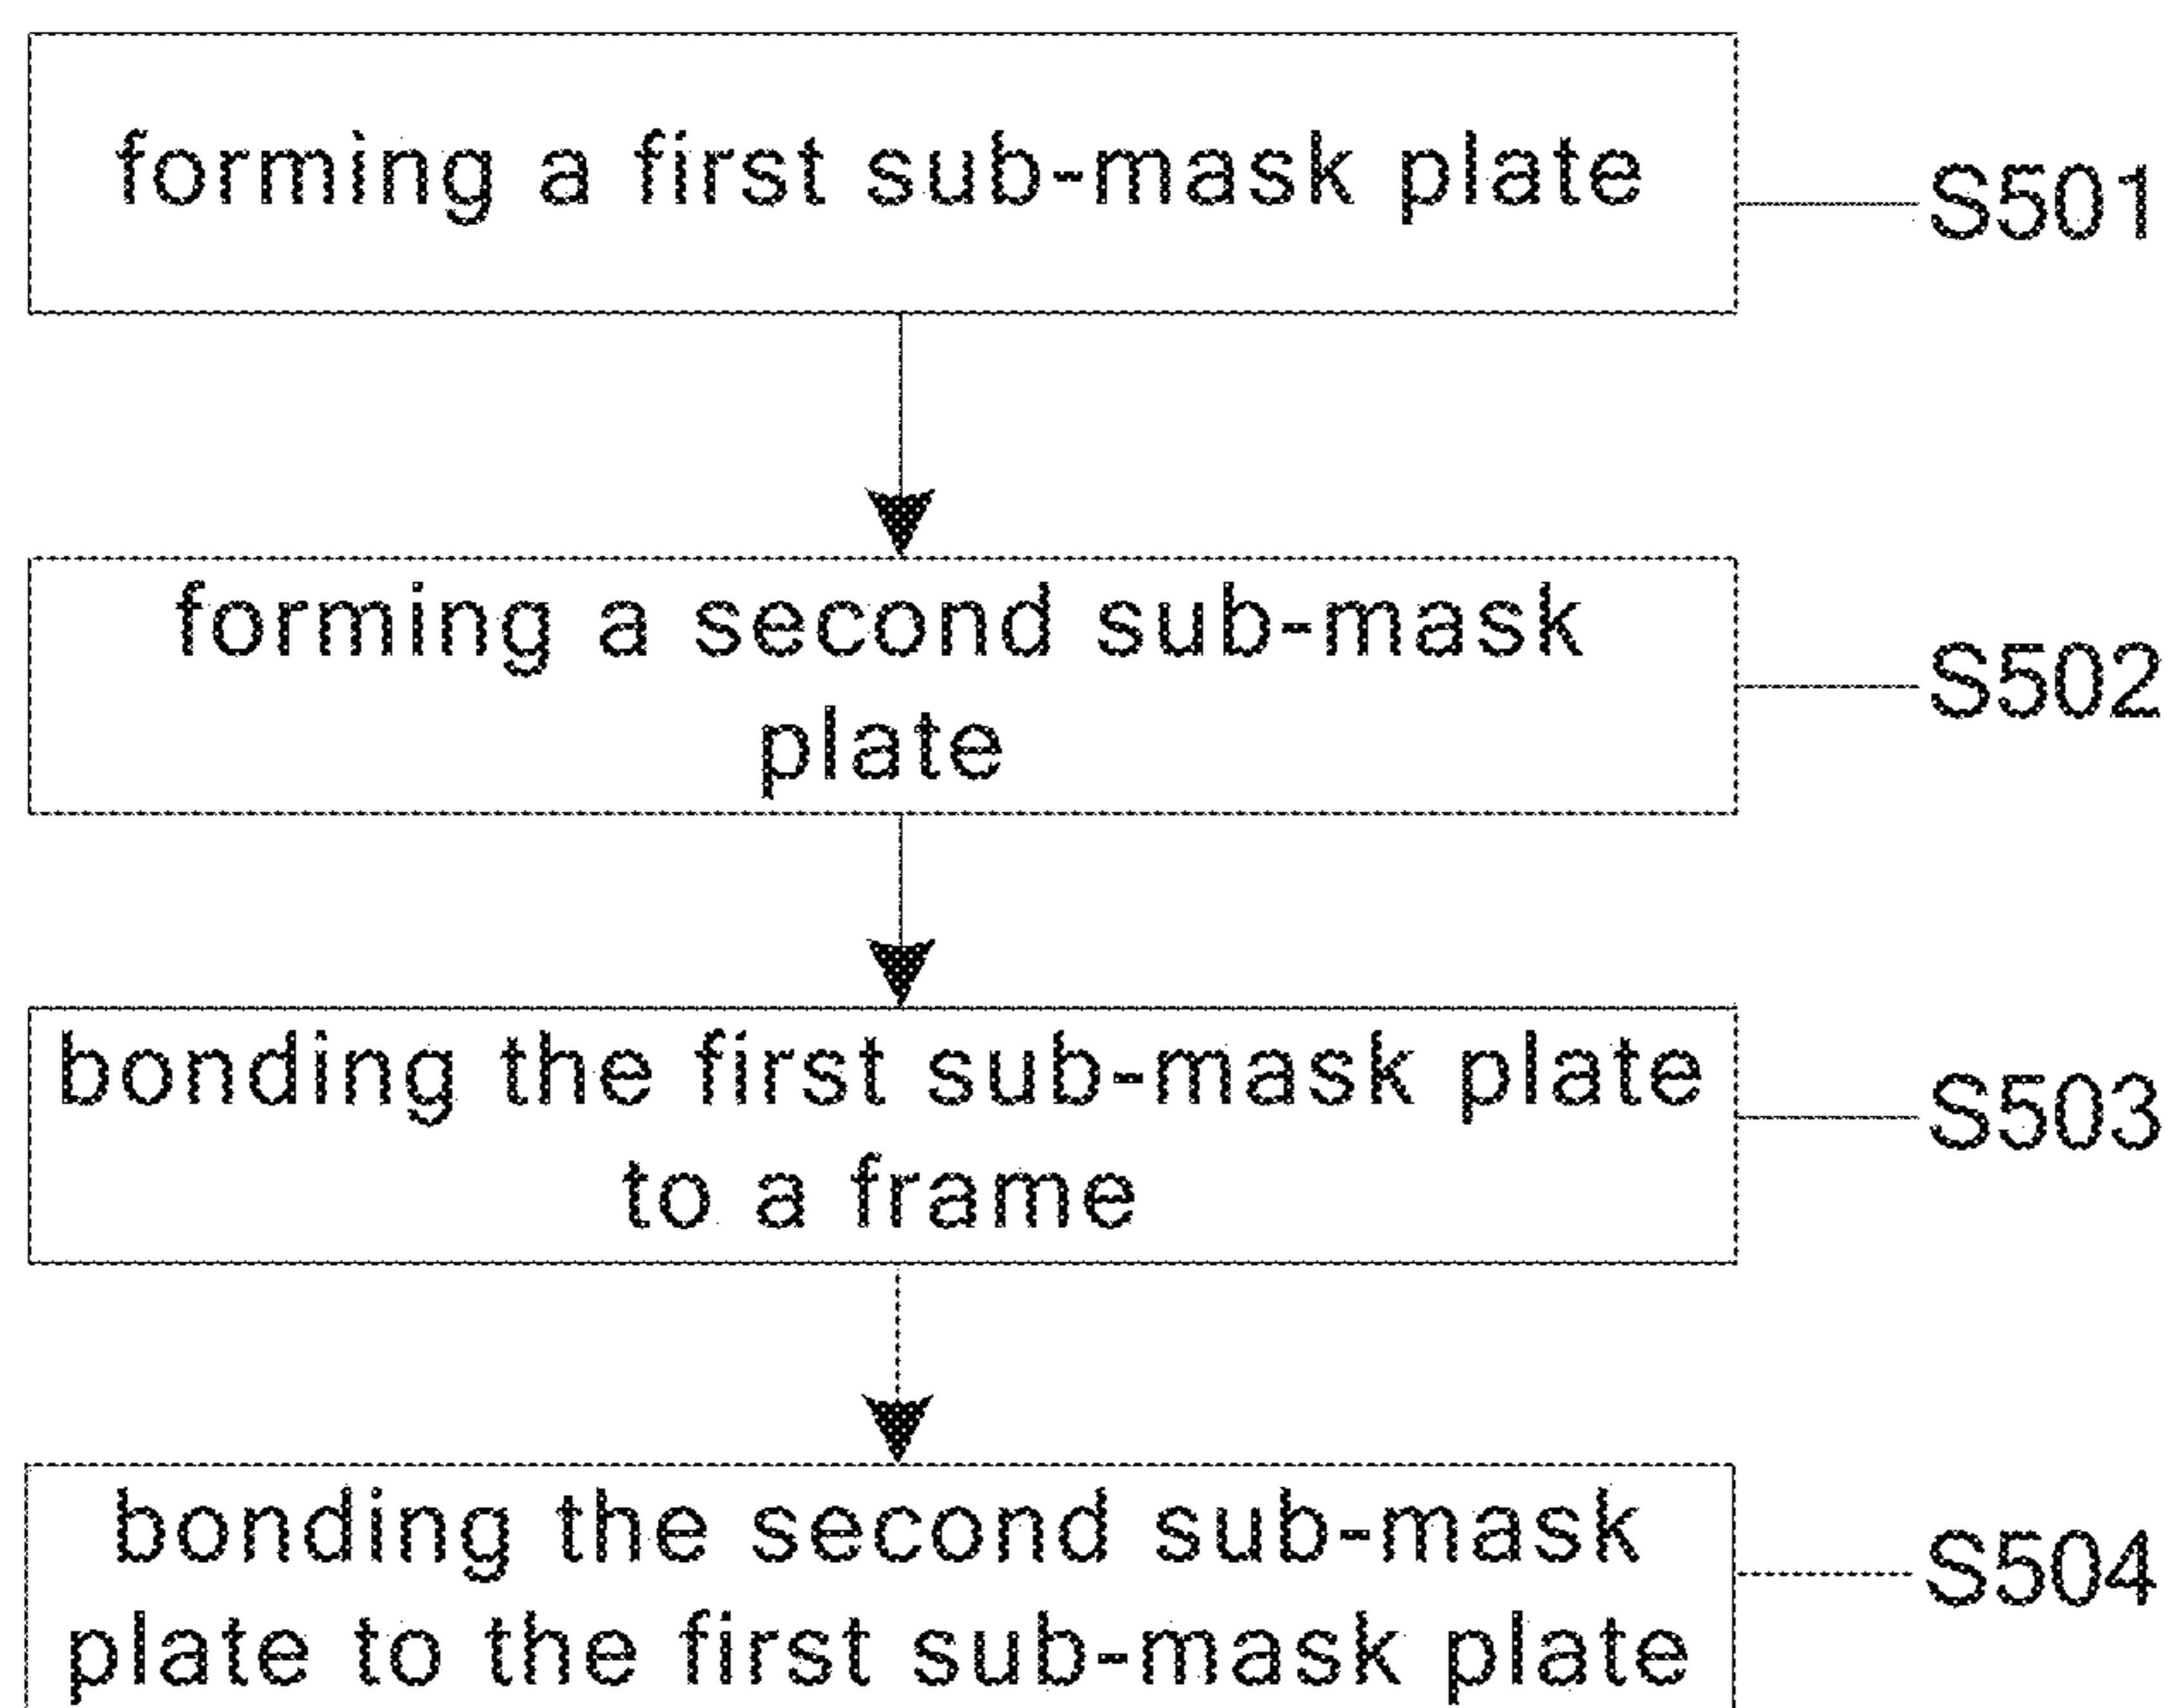 forming a first sub-mask plate
S501
forming a second sub-mask
plate
S502
bonding the first sub-mask plate
to a frame
S503
bonding the second sub-mask
plate to the first sub-mask plate
S504